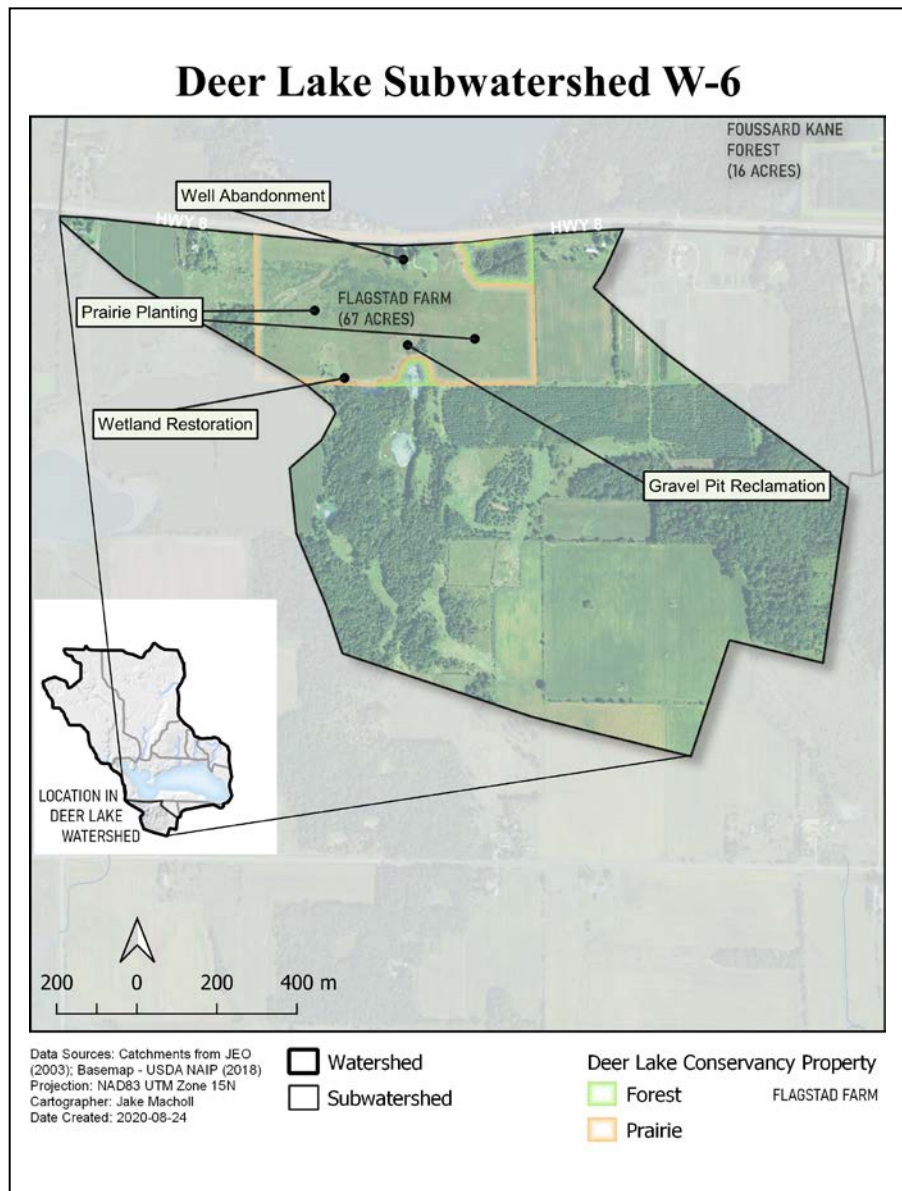 Deer Lake Subwatershed W-6
FOUSSARD KANE
FOREST
(16 ACRES)
Well Abandonment
HWY 8
HWY 8
Prairie Planting
FLAGSTAD FARM
(67 ACRES)
Wetland Restoration
Gravel Pit Reclamation
LOCATION IN
DEER LAKE
WATERSHED
200 0 200 400 m
Data Sources: Catchments from JEO
(2003); Basemap - USDA NAIP (2018)
Projection: NAD83 UTM Zone 15N
Cartographer: Jake Macholl
Date Created: 2020-08-24
Watershed
Subwatershed
Deer Lake Conservancy Property
Forest
FLAGSTAD FARM
Prairie